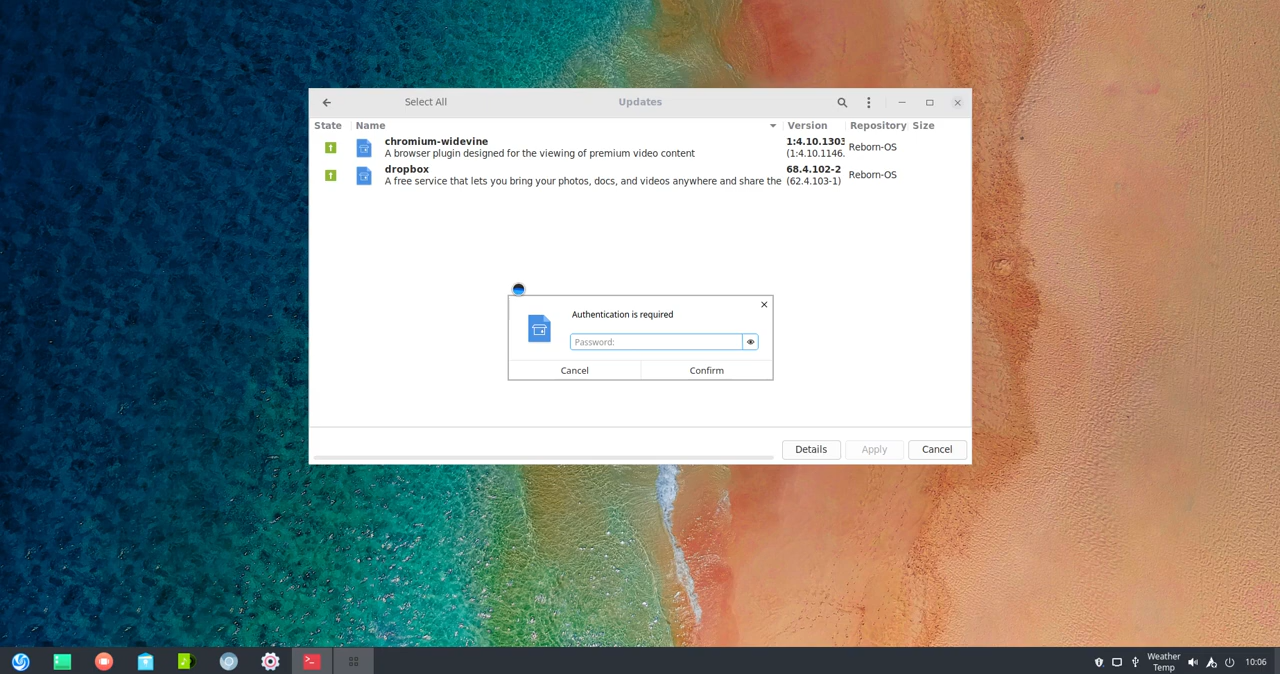 Select All
Updates
State
Name
Version
Repository
Size
chromium-widevine
1:4.10.1303
A browser plugin designed for the viewing of premium video content
(1:4.10.1146.
Reborn-OS
dropbox
68.4.102-2
A free service that lets you bring your photos, docs, and videos anywhere and share the
(62.4.103-1)
Reborn-OS
Authentication is required
Password:
Cancel
Confirm
Details
Apply
Cancel
Weather
Temp
10:06